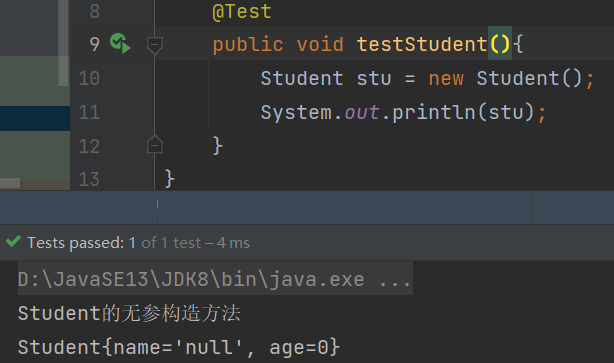 8 @Test
9 public void testStudent(){
10 Student stu = new Student();
11 System.out.println(stu);
12 }
13 }
Tests passed: 1 of 1 test – 4 ms
D:\JavaSE13\JDK8\bin\java.exe ...
Student的无参构造方法
Student{name='null', age=0}